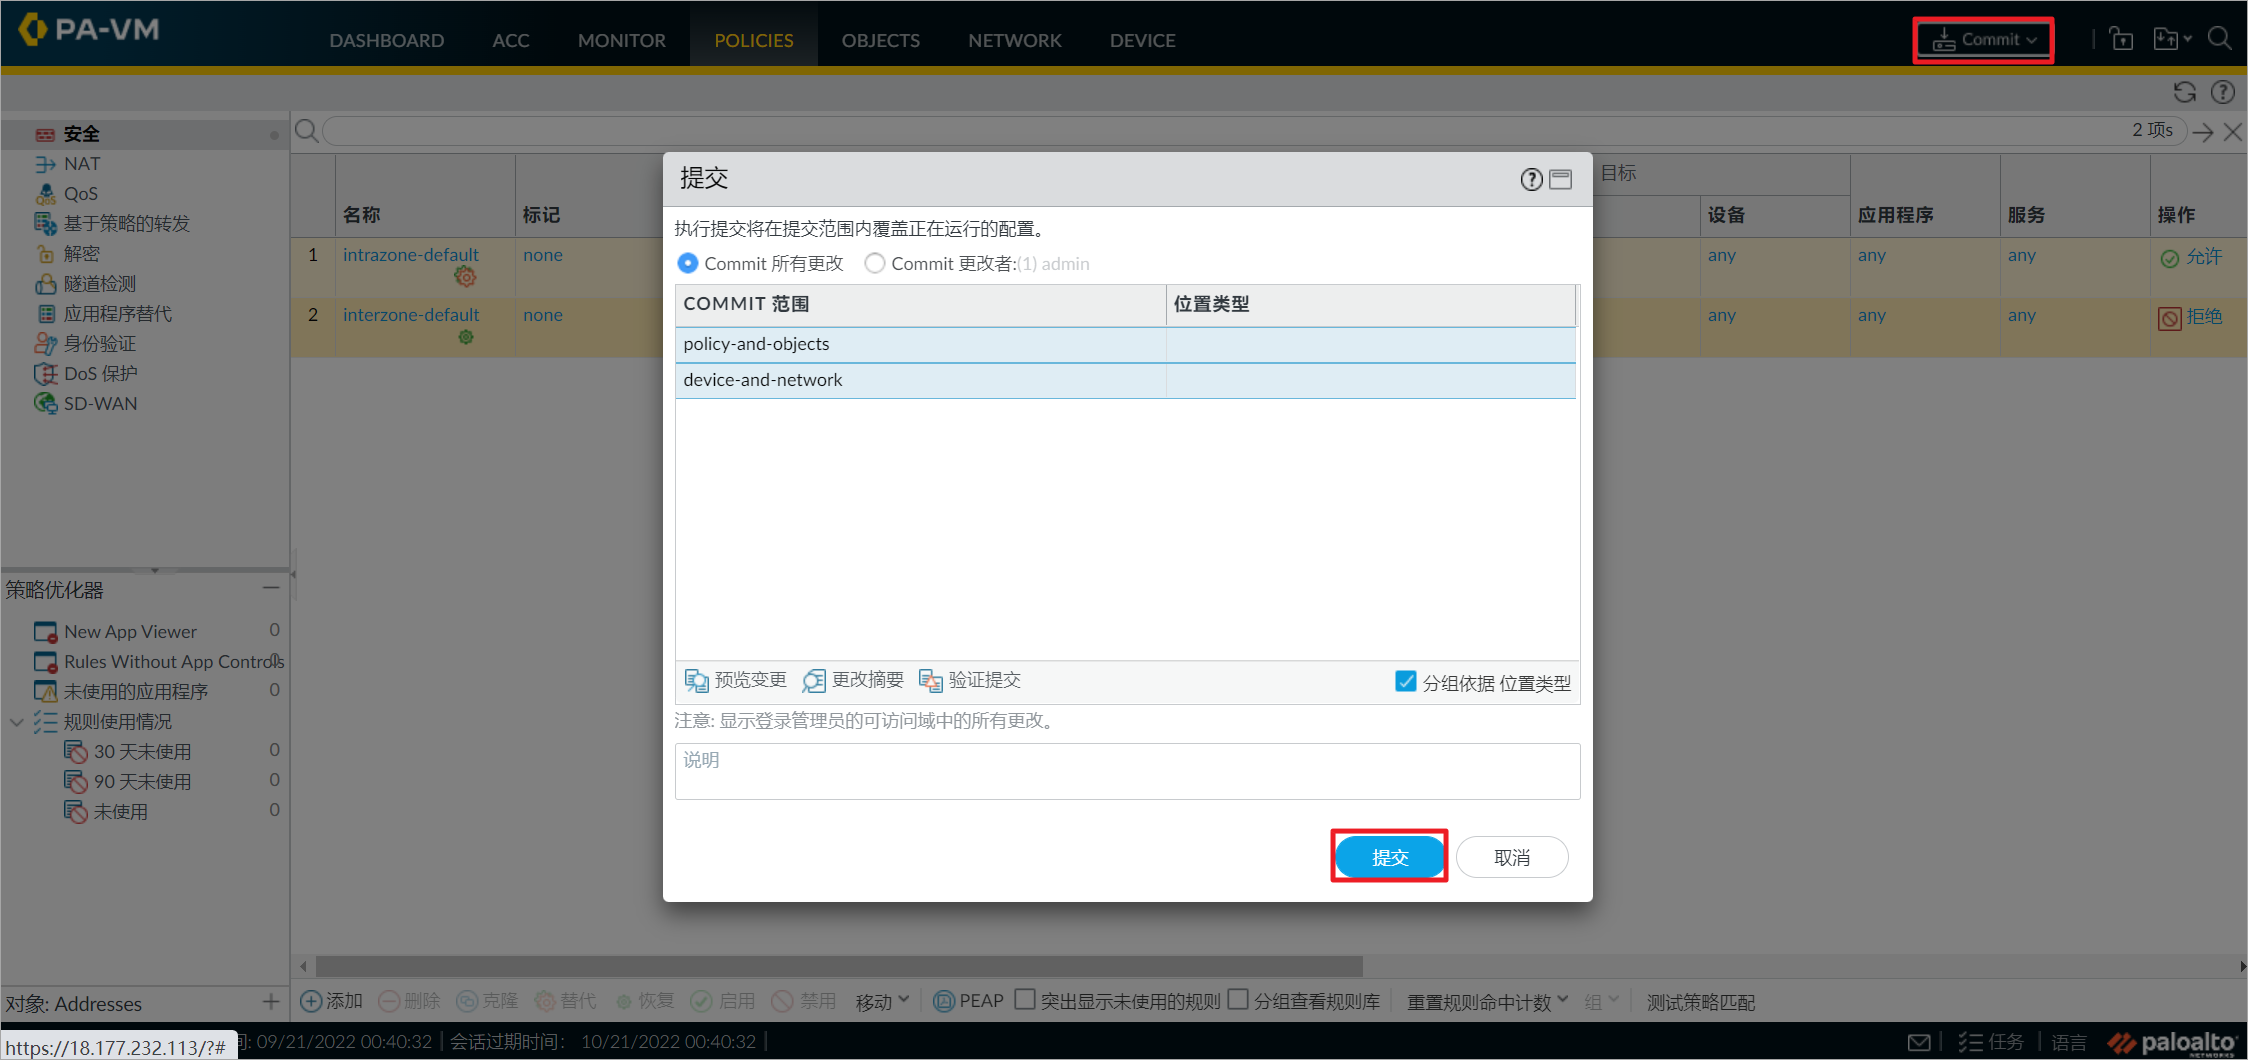 PA-VM
DASHBOARD ACC MONITOR POLICIES OBJECTS NETWORK DEVICE Commit
安全
NAT
QoS
基于策略的转发
解密
隧道检测
应用程序替代
身份验证
DoS 保护
SD-WAN
2 项s
名称 标记 目标 设备 应用程序 服务 操作
1 intrazone-default none any any any 允许
2 interzone-default none any any any 拒绝
提交
执行提交将在提交范围内覆盖正在运行的配置。
Commit 所有更改 Commit 更改者:(1) admin
COMMIT 范围 位置类型
policy-and-objects
device-and-network
预览变更 更改摘要 验证提交 分组依据 位置类型
注意: 显示登录管理员的可访问域中的所有更改。
说明
提交 取消
策略优化器
New App Viewer 0
Rules Without App Controls 0
未使用的应用程序 0
规则使用情况
30 天未使用 0
90 天未使用 0
未使用 0
对象: Addresses
添加 删除 克隆 替代 恢复 启用 禁用 移动 PEAP 突出显示未使用的规则 分组查看规则库 重置规则命中计数 组 测试策略匹配
https://18.177.232.113/?#
间: 09/21/2022 00:40:32 会话过期时间: 10/21/2022 00:40:32 任务 语言 paloalto
NETWORKS